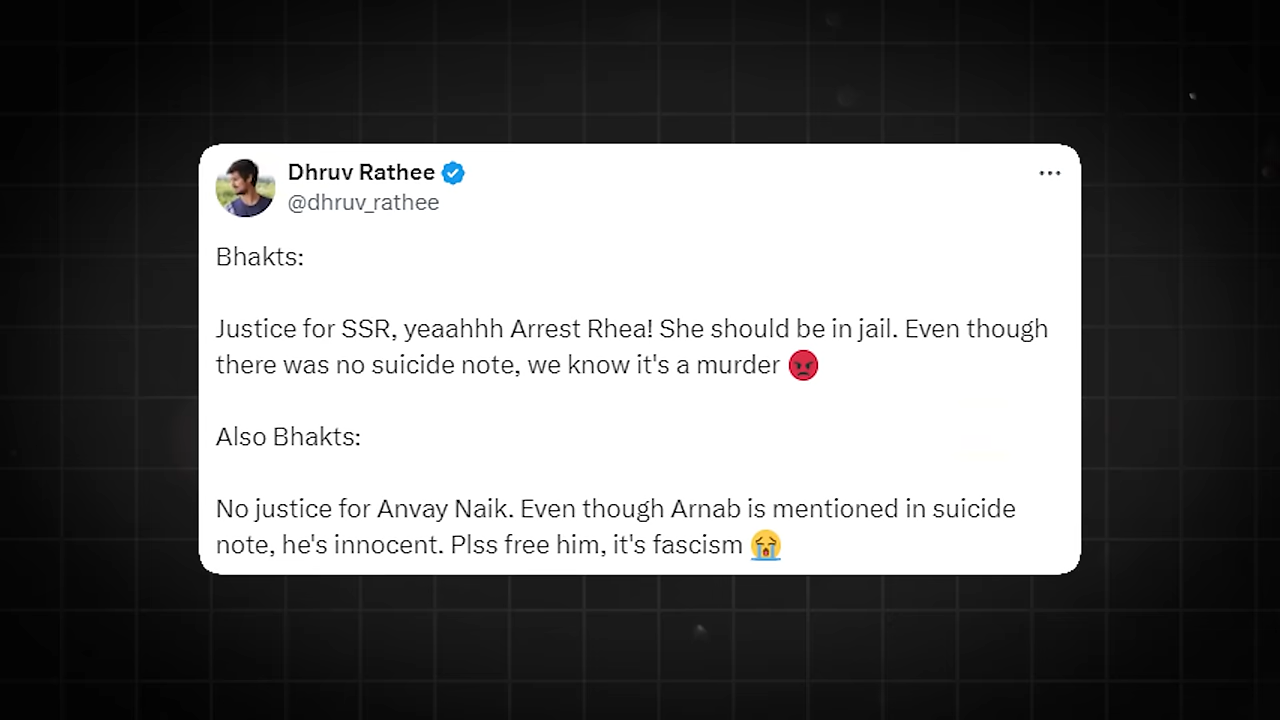 Dhruv Rathee
@dhruv_rathee
Bhakts:
Justice for SSR, yeaahhh Arrest Rhea! She should be in jail. Even though
there was no suicide note, we know it's a murder 😡
Also Bhakts:
No justice for Anvay Naik. Even though Arnab is mentioned in suicide
note, he's innocent. Plss free him, it's fascism 😭